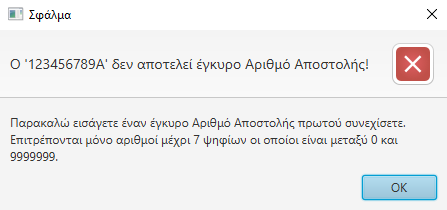 Σφάλμα
Ο '123456789A' δεν αποτελεί έγκυρο Αριθμό Αποστολής!
Παρακαλώ εισάγετε έναν έγκυρο Αριθμό Αποστολής πρωτού συνεχίσετε.
Επιτρέπονται μόνο αριθμοί μέχρι 7 ψηφίων οι οποίοι είναι μεταξύ 0 και
9999999.
OK